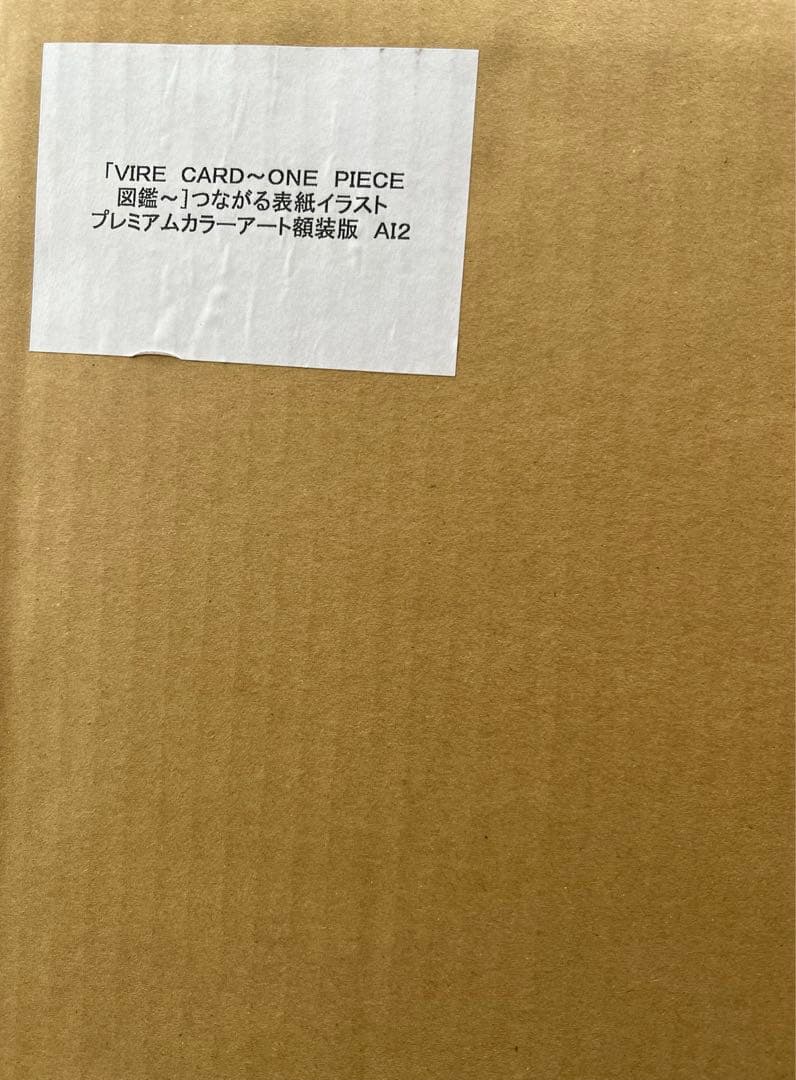 「VIRE CARD～ONE PIECE
図鑑～］つながる表紙イラスト
プレミアムカラーアート額装版 AI2